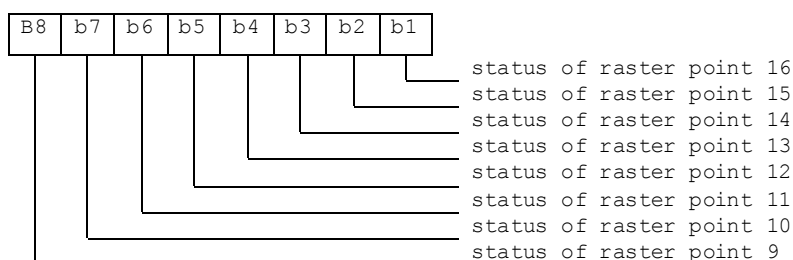 B8 b7 b6 b5 b4 b3 b2 b1
status of raster point 16
status of raster point 15
status of raster point 14
status of raster point 13
status of raster point 12
status of raster point 11
status of raster point 10
status of raster point 9